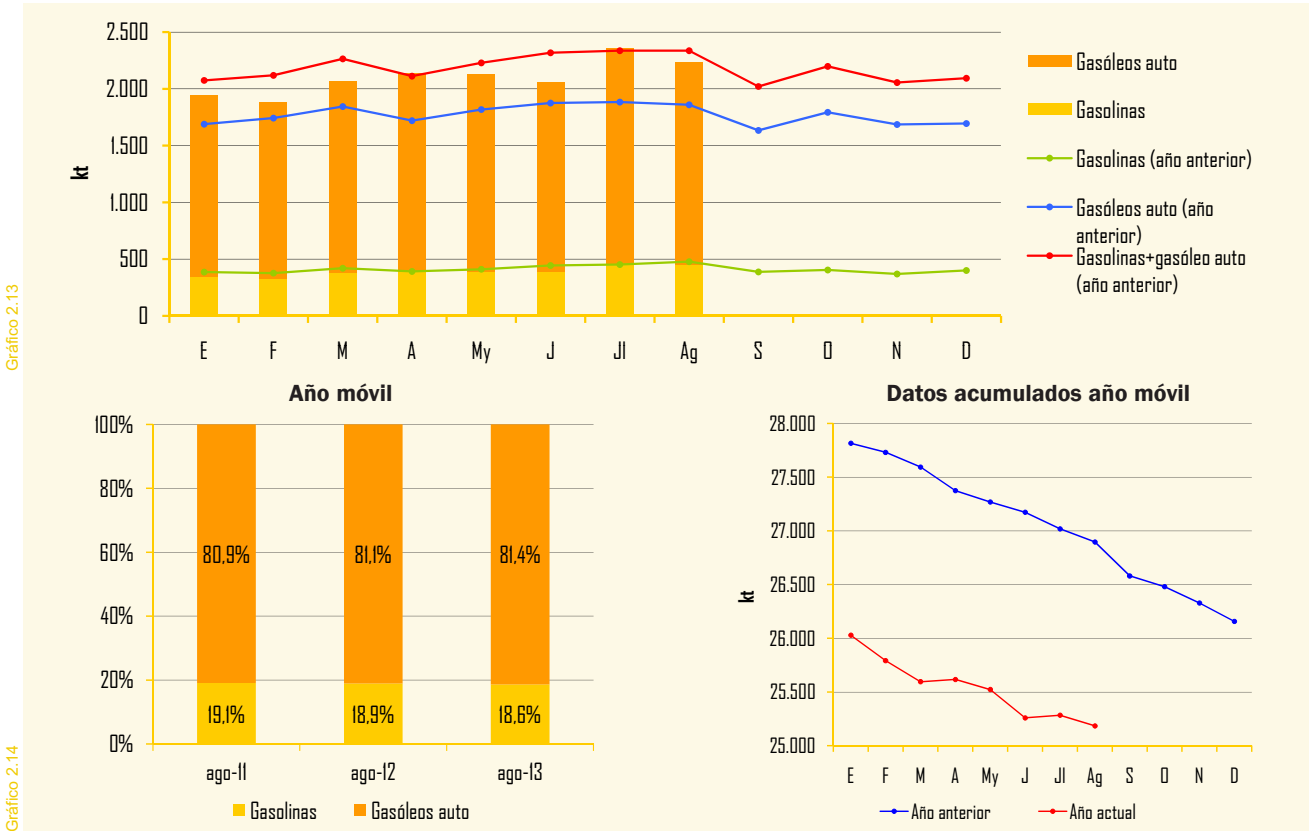 Gráfico 2.13
2.500
2.000
1.500
1.000
500
0
kt
E F M A My J Jl Ag S O N D
Gasóleos auto
Gasolinas
Gasolinas (año anterior)
Gasóleos auto (año
anterior)
Gasolinas+gasóleo auto
(año anterior)
Gráfico 2.14
Año móvil
100%
80%
60%
40%
20%
0%
80,9% 81,1% 81,4%
19,1% 18,9% 18,6%
ago-11 ago-12 ago-13
Gasolinas Gasóleos auto
Datos acumulados año móvil
28.000
27.500
27.000
26.500
26.000
25.500
25.000
kt
E F M A My J Jl Ag S O N D
Año anterior Año actual